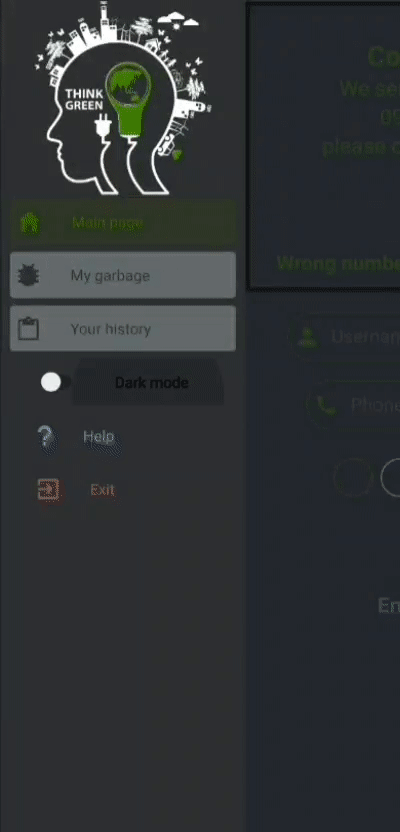 THINK
GREEN
Main page
My garbage
Your history
Dark mode
Help
Exit
Co
We se
09
please c
Wrong numbe
Usernam
Phone
En